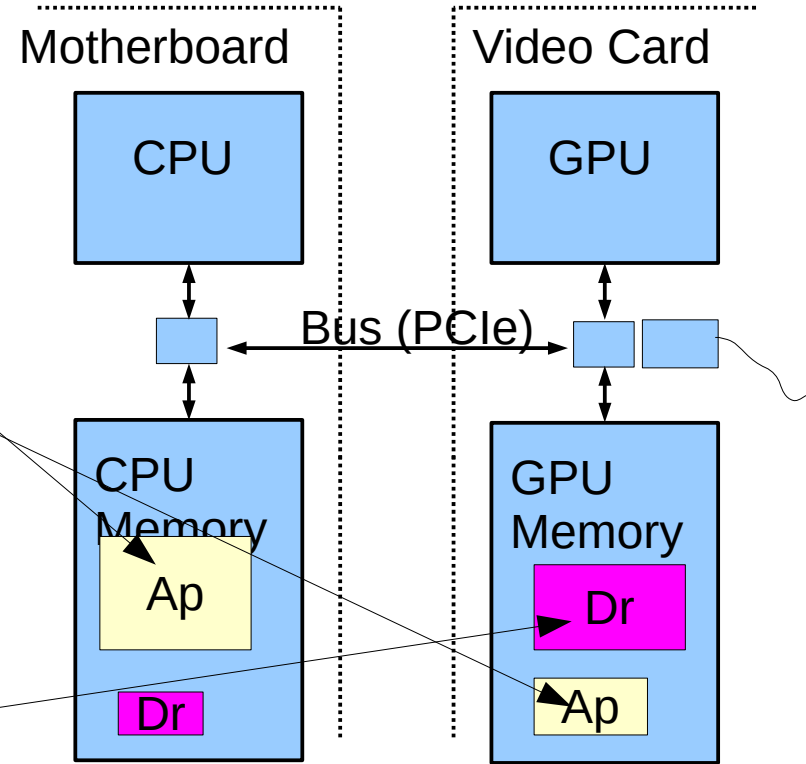 Motherboard
Video Card
CPU
GPU
Bus (PCIe)
CPU
Memory
GPU
Memory
Ap
Dr
Dr
Ap